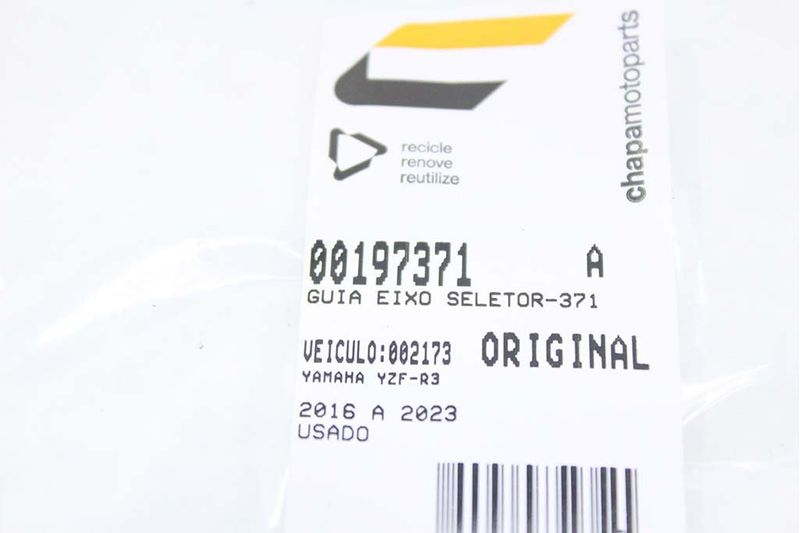 chapamotoparts
recicle
renove
reutilize
00197371 A
GUIA EIXO SELETOR-371
VEICULO:002173 ORIGINAL
YAMAHA YZF-R3
2016 A 2023
USADO